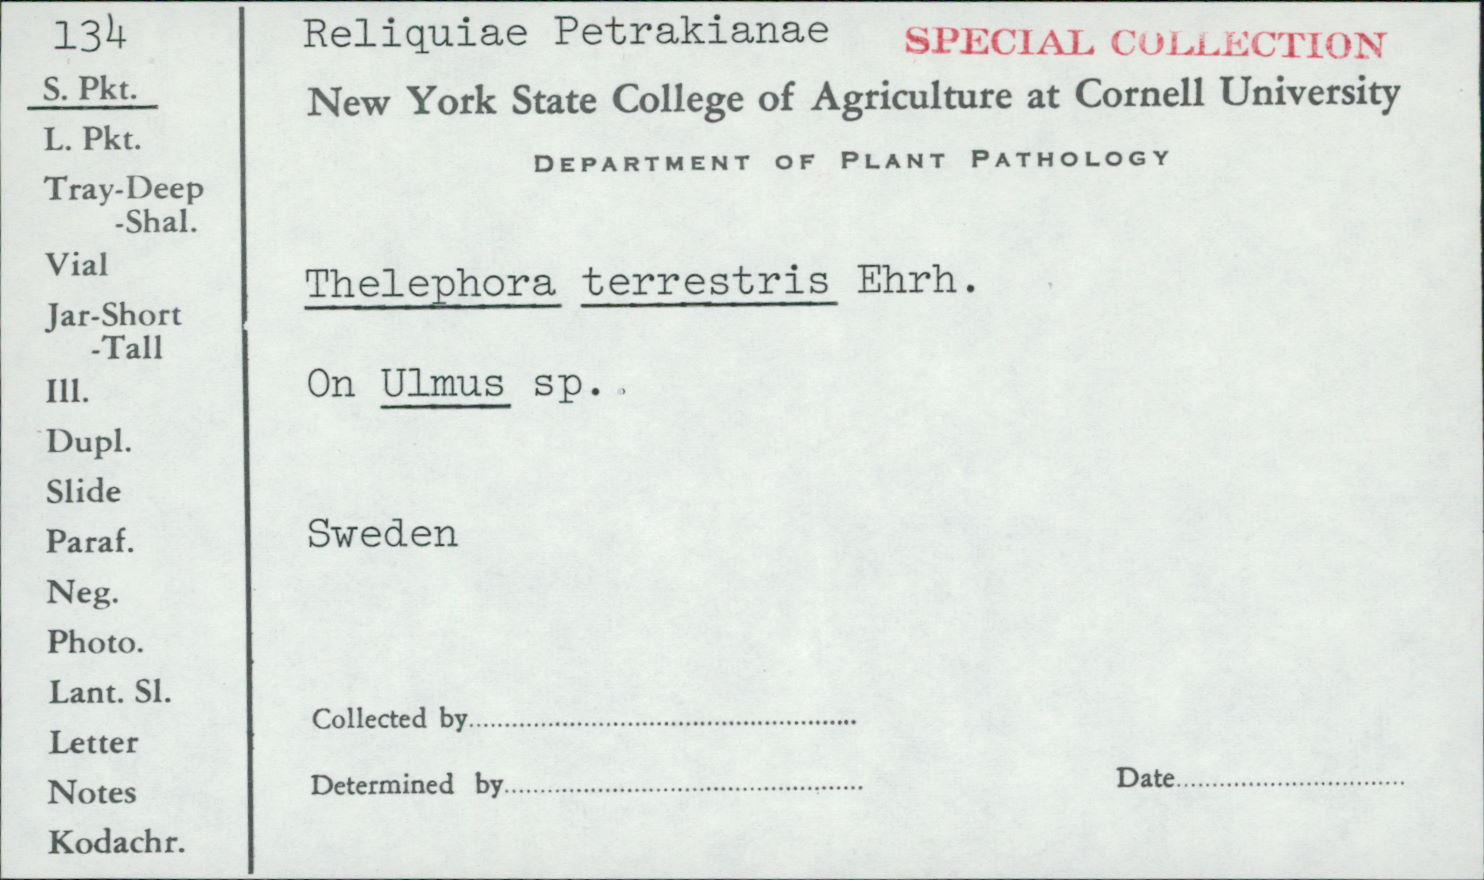 134
S. Pkt.
L. Pkt.
Tray-Deep
-Shal.
Vial
Jar-Short
-Tall
Ill.
Dupl.
Slide
Paraf.
Neg.
Photo.
Lant. Sl.
Letter
Notes
Kodachr.
Reliquiae Petrakianae
SPECIAL COLLECTION
New York State College of Agriculture at Cornell University
DEPARTMENT OF PLANT PATHOLOGY
Thelephora terrestris Ehrh.
On Ulmus sp.
Sweden
Collected by
Determined by
Date